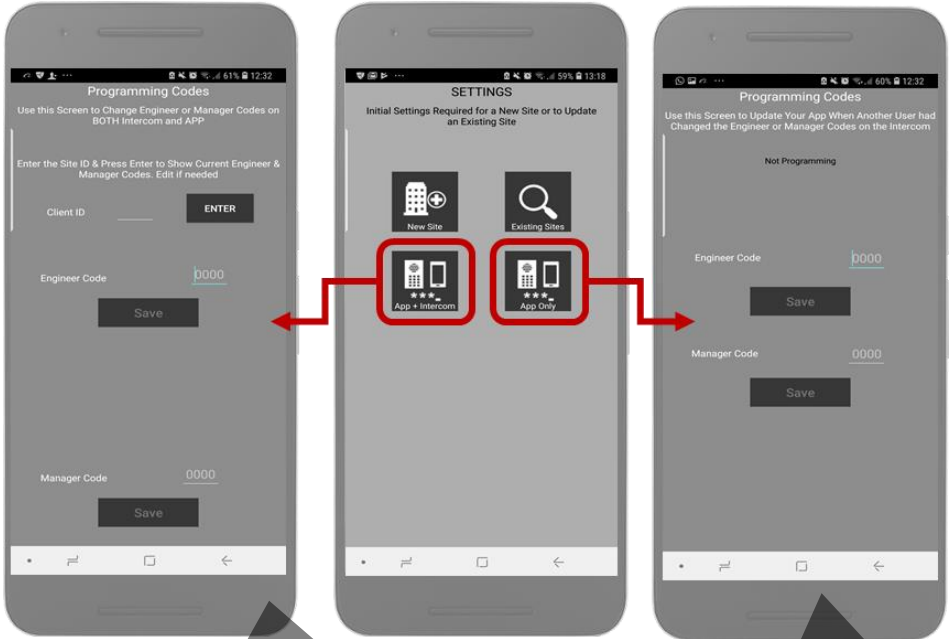 61% 12:32
Programming Codes
Use this Screen to Change Engineer or Manager Codes on
BOTH Intercom and APP
Enter the Site ID & Press Enter to Show Current Engineer &
Manager Codes. Edit if needed
Client ID
ENTER
Engineer Code
0000
Save
Manager Code
0000
Save
59% 13:18
SETTINGS
Initial Settings Required for a New Site or to Update
an Existing Site
New Site
Existing Sites
***_
App + Intercom
***_
App Only
60% 12:32
Programming Codes
Use this Screen to Update Your App When Another User had
Changed the Engineer or Manager Codes on the Intercom
Not Programming
Engineer Code
0000
Save
Manager Code
0000
Save